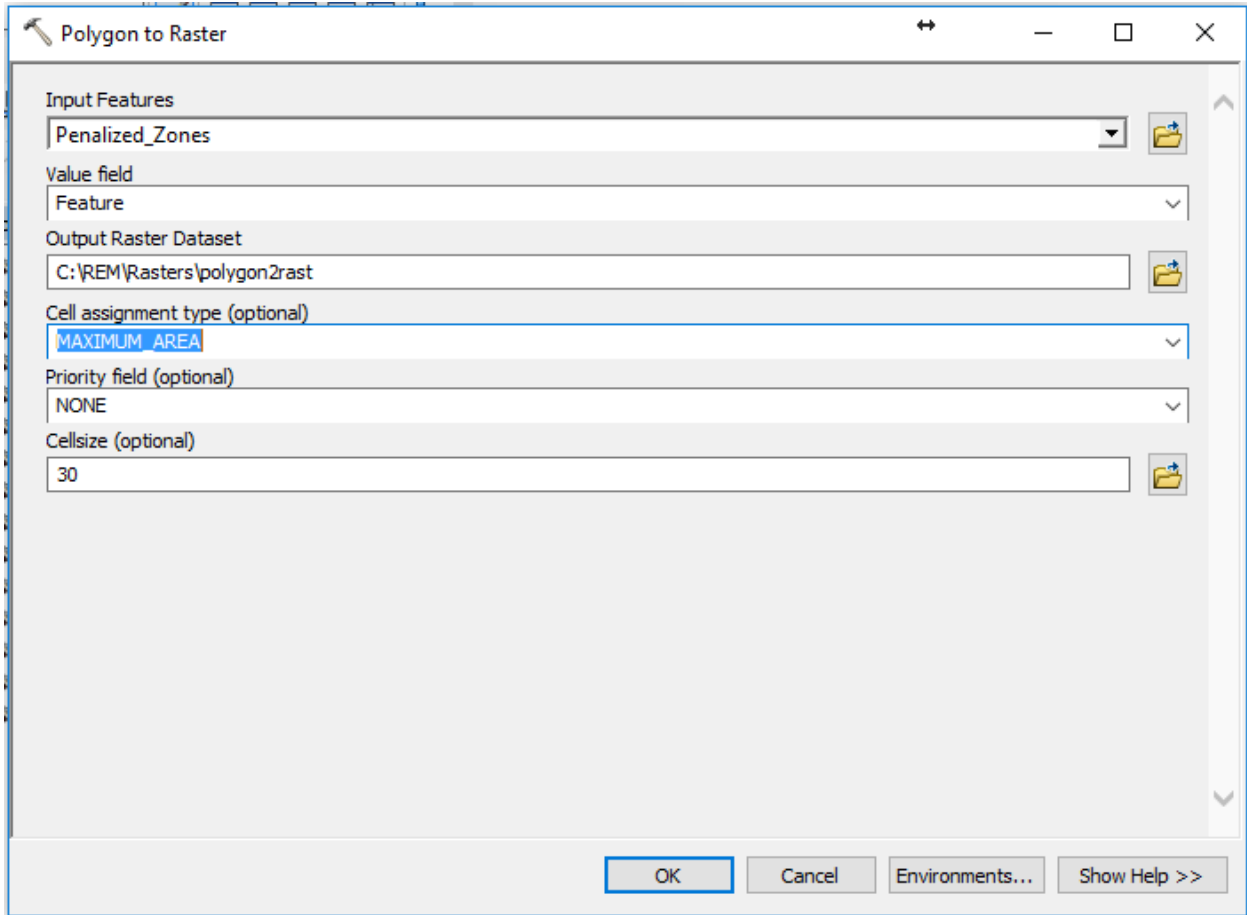 Polygon to Raster
Input Features
Penalized_Zones
Value field
Feature
Output Raster Dataset
C:\REM\Rasters\polygon2rast
Cell assignment type (optional)
MAXIMUM_AREA
Priority field (optional)
NONE
Cellsize (optional)
30
OK Cancel Environments... Show Help >>